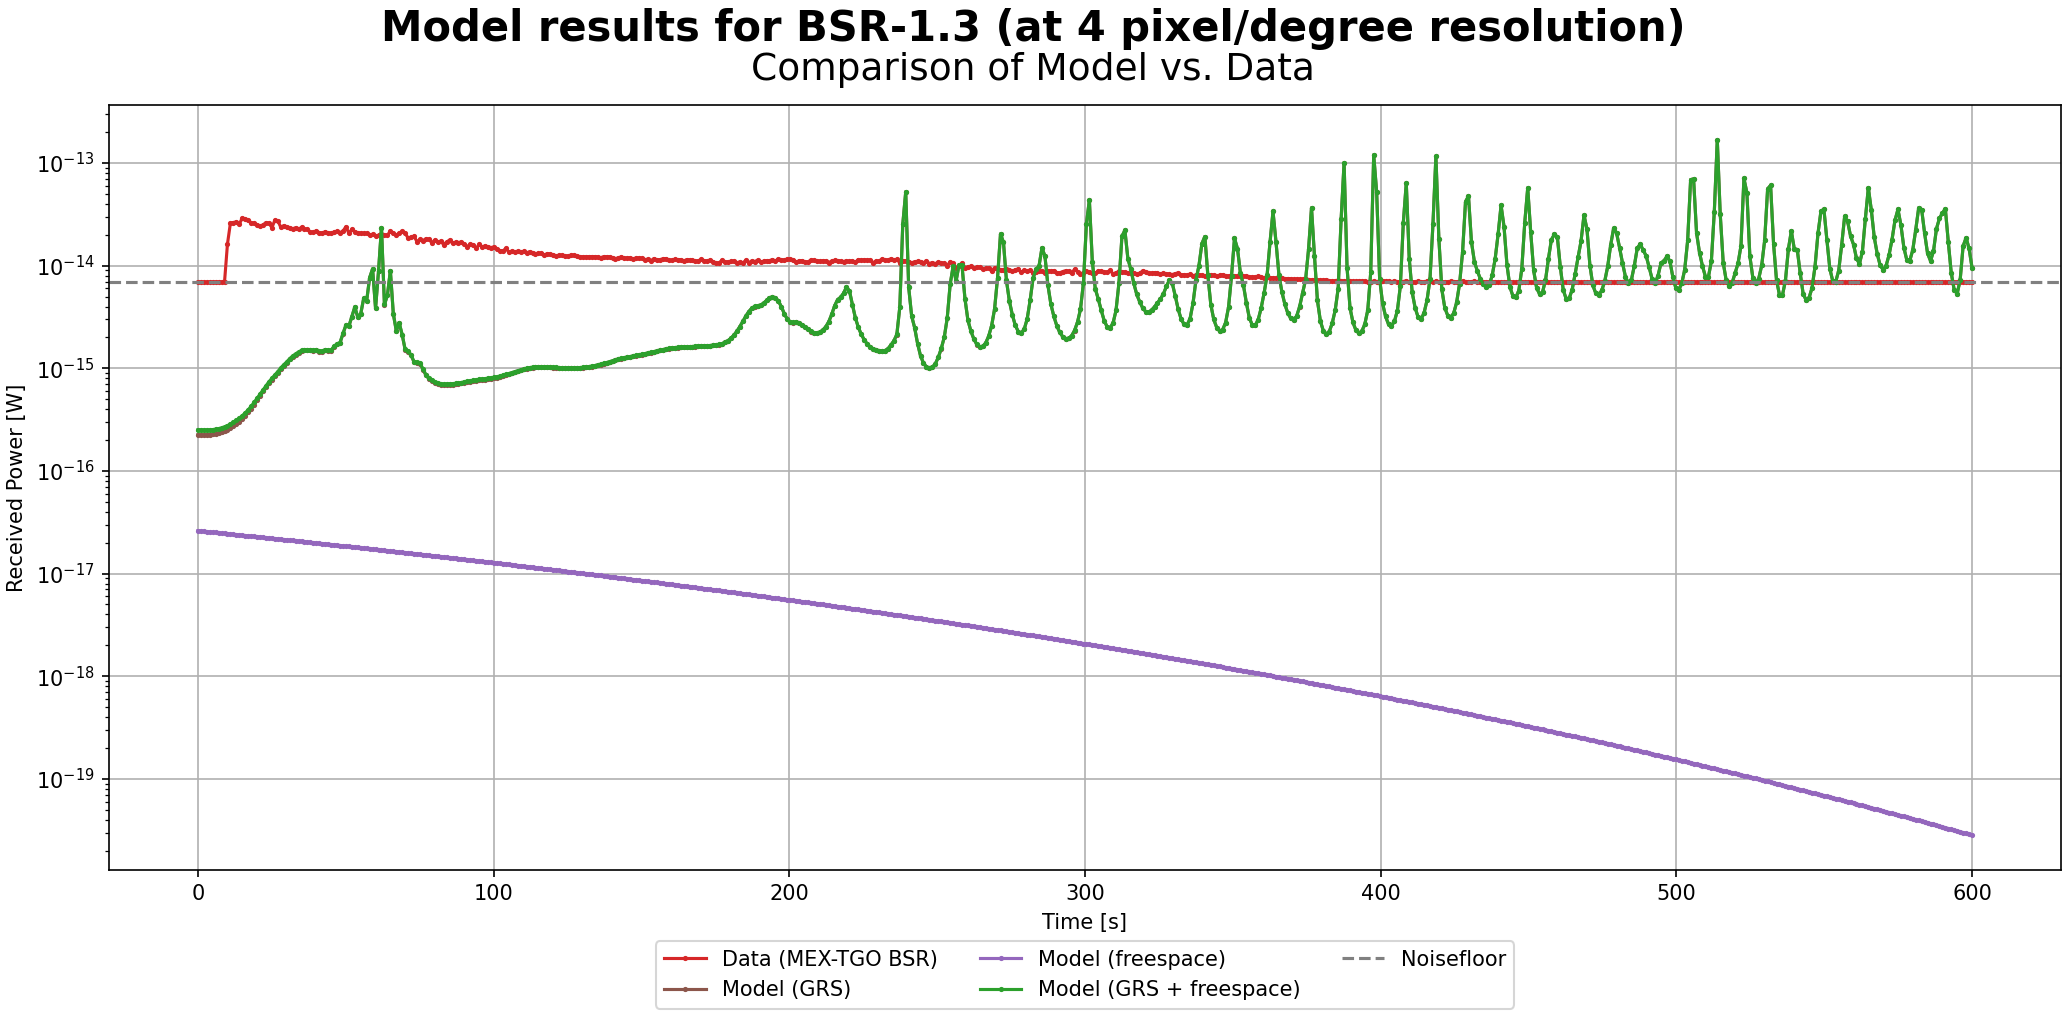 Model results for BSR-1.3 (at 4 pixel/degree resolution)
Comparison of Model vs. Data
Received Power [W]
10⁻¹³
10⁻¹⁴
10⁻¹⁵
10⁻¹⁶
10⁻¹⁷
10⁻¹⁸
10⁻¹⁹
0 100 200 300 400 500 600
Time [s]
Data (MEX-TGO BSR) Model (freespace) Noisefloor
Model (GRS) Model (GRS + freespace)